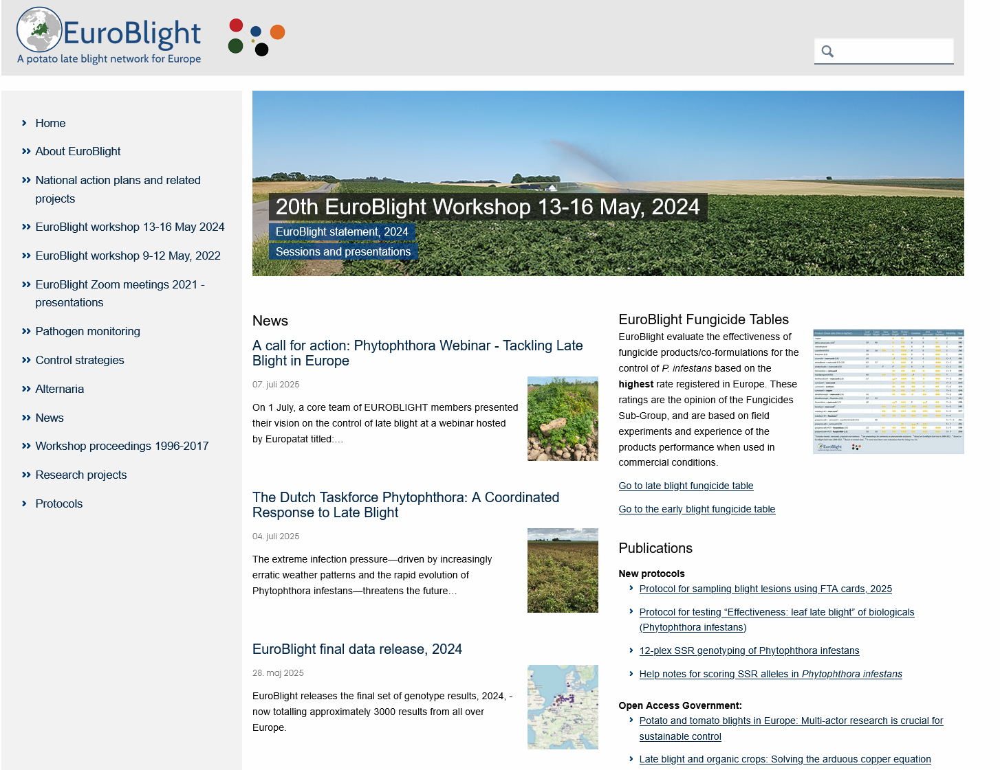 EuroBlight
A potato late blight network for Europe
Home
About EuroBlight
National action plans and related
projects
EuroBlight workshop 13-16 May 2024
EuroBlight workshop 9-12 May, 2022
EuroBlight Zoom meetings 2021 -
presentations
Pathogen monitoring
Control strategies
Alternaria
News
Workshop proceedings 1996-2017
Research projects
Protocols
20th EuroBlight Workshop 13-16 May, 2024
EuroBlight statement, 2024
Sessions and presentations
News
A call for action: Phytophthora Webinar - Tackling Late
Blight in Europe
07. juli 2025
On 1 July, a core team of EUROBLIGHT members presented
their vision on the control of late blight at a webinar hosted
by Europatat titled:…
The Dutch Taskforce Phytophthora: A Coordinated
Response to Late Blight
04. juli 2025
The extreme infection pressure—driven by increasingly
erratic weather patterns and the rapid evolution of
Phytophthora infestans—threatens the future…
EuroBlight final data release, 2024
28. maj 2025
EuroBlight releases the final set of genotype results, 2024, -
now totalling approximately 3000 results from all over
Europe.
EuroBlight Fungicide Tables
EuroBlight evaluate the effectiveness of
fungicide products/co-formulations for the
control of P. infestans based on the
highest rate registered in Europe. These
ratings are the opinion of the Fungicides
Sub-Group, and are based on field
experiments and experience of the
products performance when used in
commercial conditions.
Go to late blight fungicide table
Go to the early blight fungicide table
EuroBlight
Publications
New protocols
Protocol for sampling blight lesions using FTA cards, 2025
Protocol for testing “Effectiveness: leaf late blight” of biologicals
(Phytophthora infestans)
12-plex SSR genotyping of Phytophthora infestans
Help notes for scoring SSR alleles in Phytophthora infestans
Open Access Government:
Potato and tomato blights in Europe: Multi-actor research is crucial for
sustainable control
Late blight and organic crops: Solving the arduous copper equation